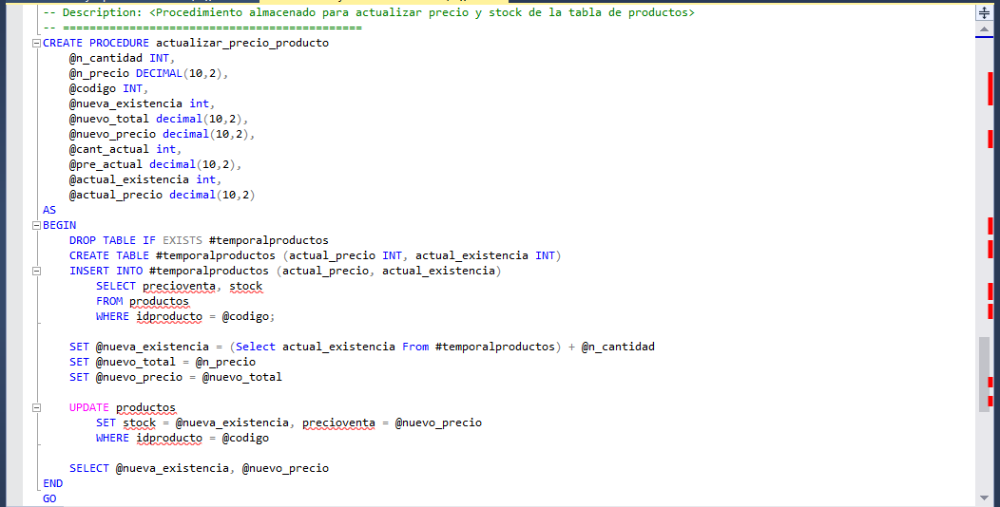 -- Description: <Procedimiento almacenado para actualizar precio y stock de la tabla de productos>
-- =============================================
CREATE PROCEDURE actualizar_precio_producto
    @n_cantidad INT,
    @n_precio DECIMAL(10,2),
    @codigo INT,
    @nueva_existencia int,
    @nuevo_total decimal(10,2),
    @nuevo_precio decimal(10,2),
    @cant_actual int,
    @pre_actual decimal(10,2),
    @actual_existencia int,
    @actual_precio decimal(10,2)
AS
BEGIN
    DROP TABLE IF EXISTS #temporalproductos
    CREATE TABLE #temporalproductos (actual_precio INT, actual_existencia INT)
    INSERT INTO #temporalproductos (actual_precio, actual_existencia)
        SELECT precioventa, stock
        FROM productos
        WHERE idproducto = @codigo;
    SET @nueva_existencia = (Select actual_existencia From #temporalproductos) + @n_cantidad
    SET @nuevo_total = @n_precio
    SET @nuevo_precio = @nuevo_total
    UPDATE productos
        SET stock = @nueva_existencia, precioventa = @nuevo_precio
        WHERE idproducto = @codigo
    SELECT @nueva_existencia, @nuevo_precio
END
GO